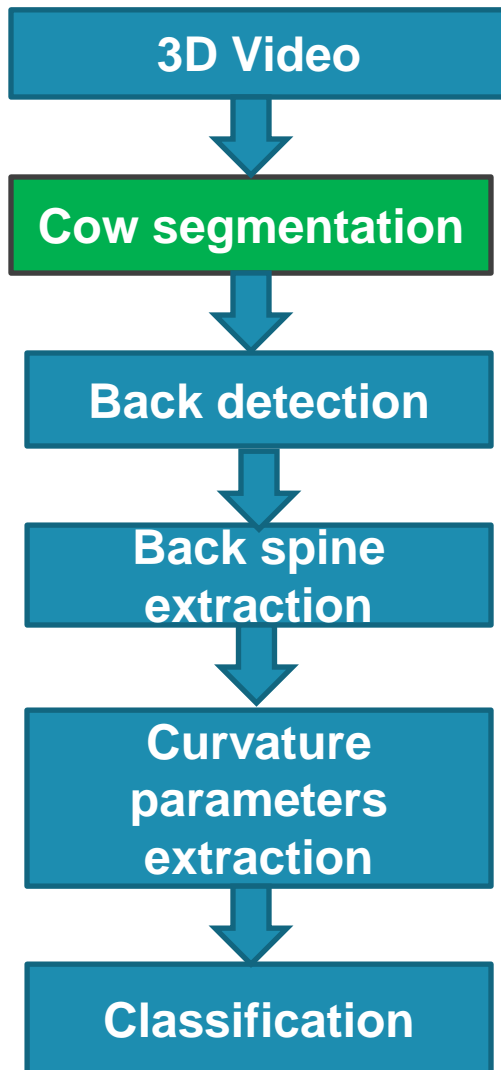 3D Video
Cow segmentation
Back detection
Back spine
extraction
Curvature
parameters
extraction
Classification